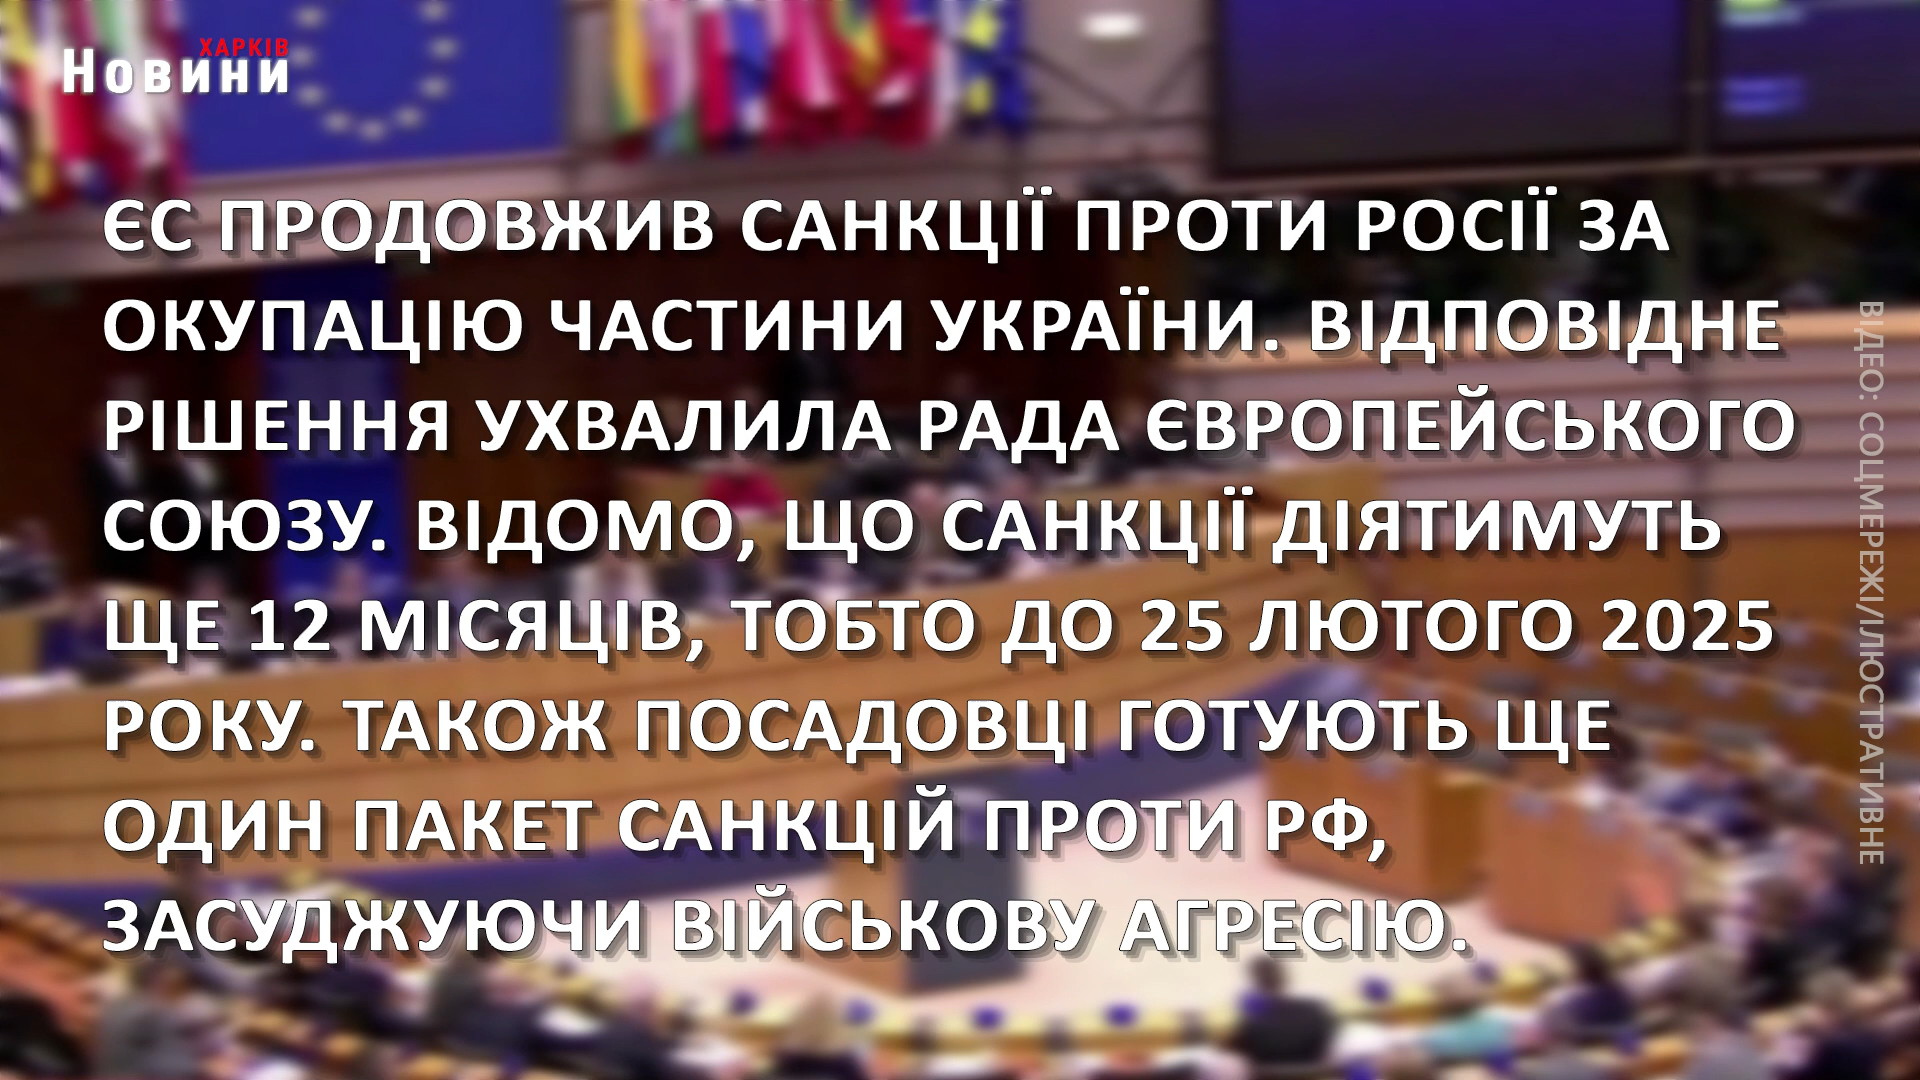 ХАРКІВ
Новини
ЄС ПРОДОВЖИВ САНКЦІЇ ПРОТИ РОСІЇ ЗА
ОКУПАЦІЮ ЧАСТИНИ УКРАЇНИ. ВІДПОВІДНЕ
РІШЕННЯ УХВАЛИЛА РАДА ЄВРОПЕЙСЬКОГО
СОЮЗУ. ВІДОМО, ЩО САНКЦІЇ ДІЯТИМУТЬ
ЩЕ 12 МІСЯЦІВ, ТОБТО ДО 25 ЛЮТОГО 2025
РОКУ. ТАКОЖ ПОСАДОВЦІ ГОТУЮТЬ ЩЕ
ОДИН ПАКЕТ САНКЦІЙ ПРОТИ РФ,
ЗАСУДЖУЮЧИ ВІЙСЬКОВУ АГРЕСІЮ.
ВІДЕО: СОЦМЕРЕЖІ/ІЛЮСТРАТИВНЕ